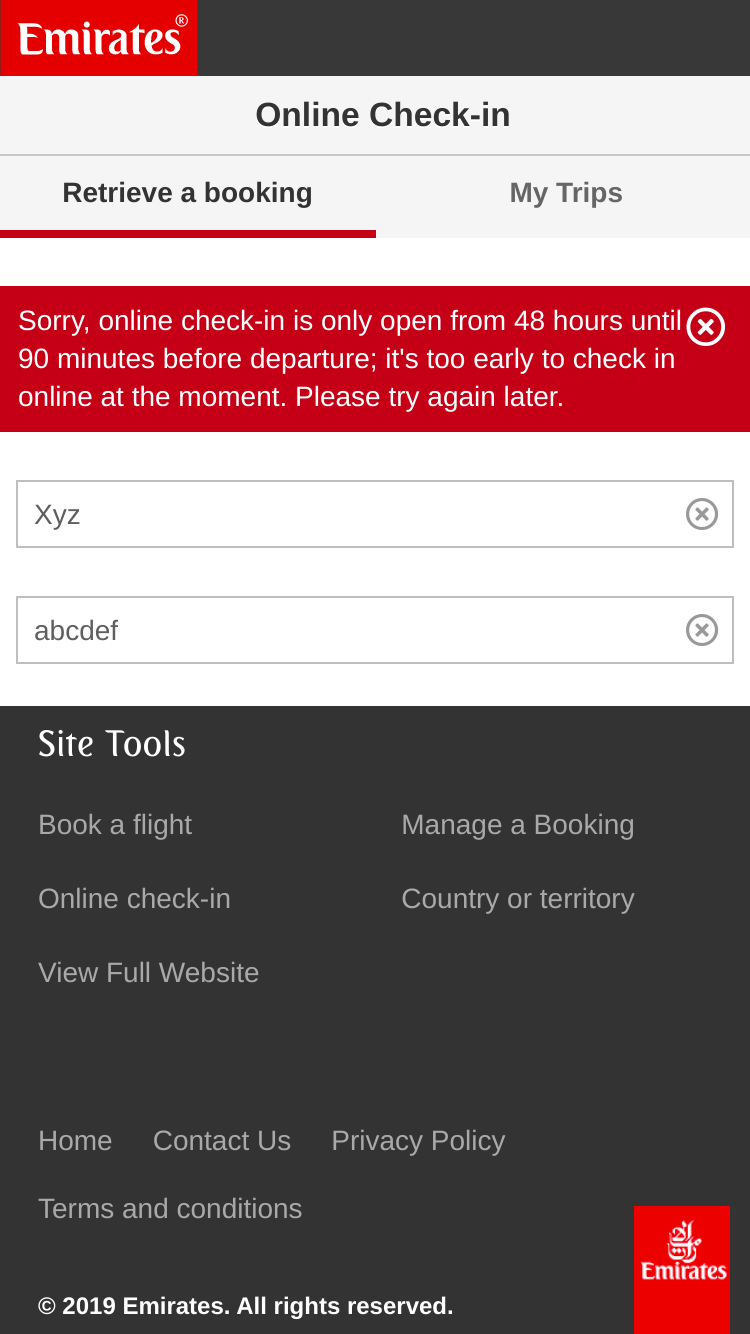 Emirates®
Online Check-in
Retrieve a booking
My Trips
Sorry, online check-in is only open from 48 hours until
90 minutes before departure; it's too early to check in
online at the moment. Please try again later.
Xyz
abcdef
Site Tools
Book a flight
Manage a Booking
Online check-in
Country or territory
View Full Website
Home
Contact Us
Privacy Policy
Terms and conditions
Emirates
© 2019 Emirates. All rights reserved.